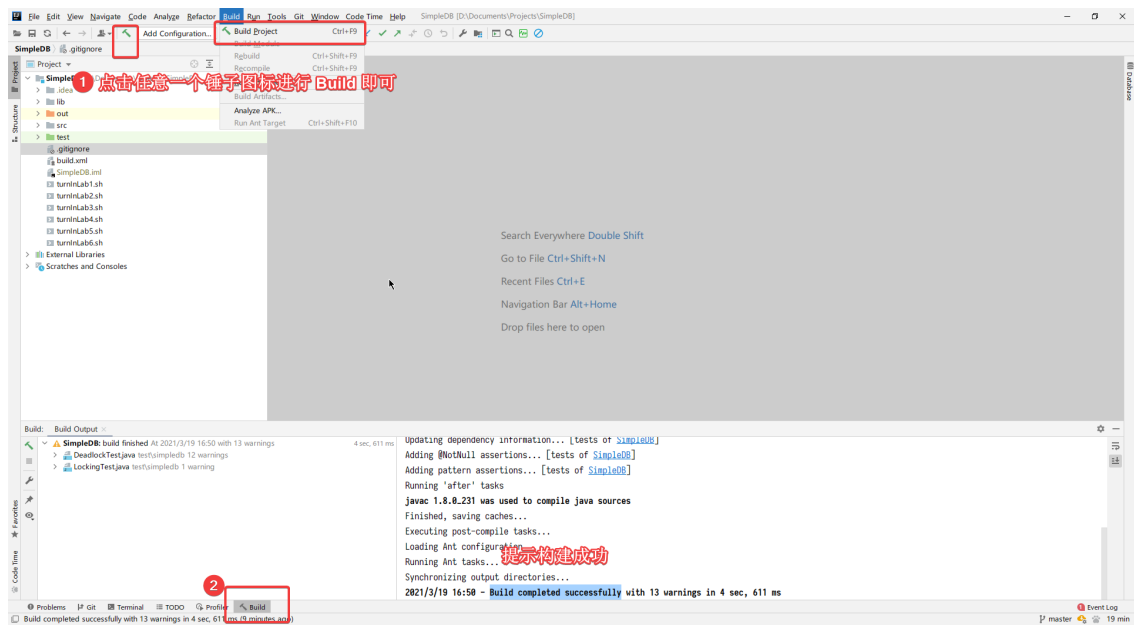 File Edit View Navigate Code Analyze Refactor Build Run Tools Git Window Code Time Help SimpleDB [D:\Documents\Projects\SimpleDB]
Add Configuration...
Build Project Ctrl+F9
SimpleDB .gitignore
Build Module
Rebuild Ctrl+Shift+F9
Recompile Ctrl+Shift+F9
Project
1 点击任意一个锤子图标进行 Build 即可
Build Artifacts...
Analyze APK...
Run Ant Target Ctrl+Shift+F10
.idea
lib
out
src
test
.gitignore
build.xml
SimpleDB.iml
turnInLab1.sh
turnInLab2.sh
turnInLab3.sh
turnInLab4.sh
turnInLab5.sh
turnInLab6.sh
External Libraries
Scratches and Consoles
Project
Structure
Favorites
Code Time
Database
Search Everywhere Double Shift
Go to File Ctrl+Shift+N
Recent Files Ctrl+E
Navigation Bar Alt+Home
Drop files here to open
Build: Build Output
SimpleDB: build finished At 2021/3/19 16:50 with 13 warnings 4 sec, 611 ms
DeadlockTest.java test\simpledb 12 warnings
LockingTest.java test\simpledb 1 warning
Updating dependency information... [tests of SimpleDB]
Adding @NotNull assertions... [tests of SimpleDB]
Adding pattern assertions... [tests of SimpleDB]
Running 'after' tasks
javac 1.8.0_231 was used to compile java sources
Finished, saving caches...
Executing post-compile tasks...
Loading Ant configuration...
提示构建成功
Running Ant tasks...
Synchronizing output directories...
2021/3/19 16:50 - Build completed successfully with 13 warnings in 4 sec, 611 ms
2
Problems Git Terminal TODO Profiler Build Event Log
Build completed successfully with 13 warnings in 4 sec, 611 ms (9 minutes ago) master 19 min